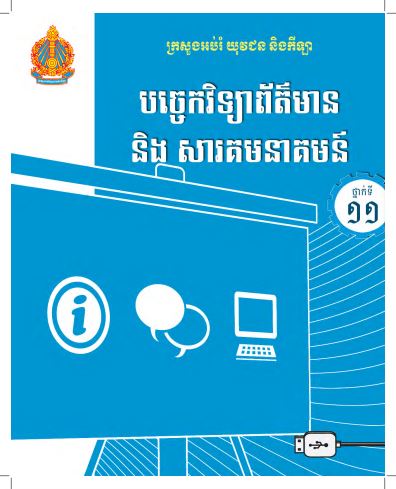 ក្រសួងអប់រំ យុវជន និងកីឡា
បច្ចេកវិទ្យាព័ត៌មាន
និង សារគមនាគមន៍
ថ្នាក់ទី
១១